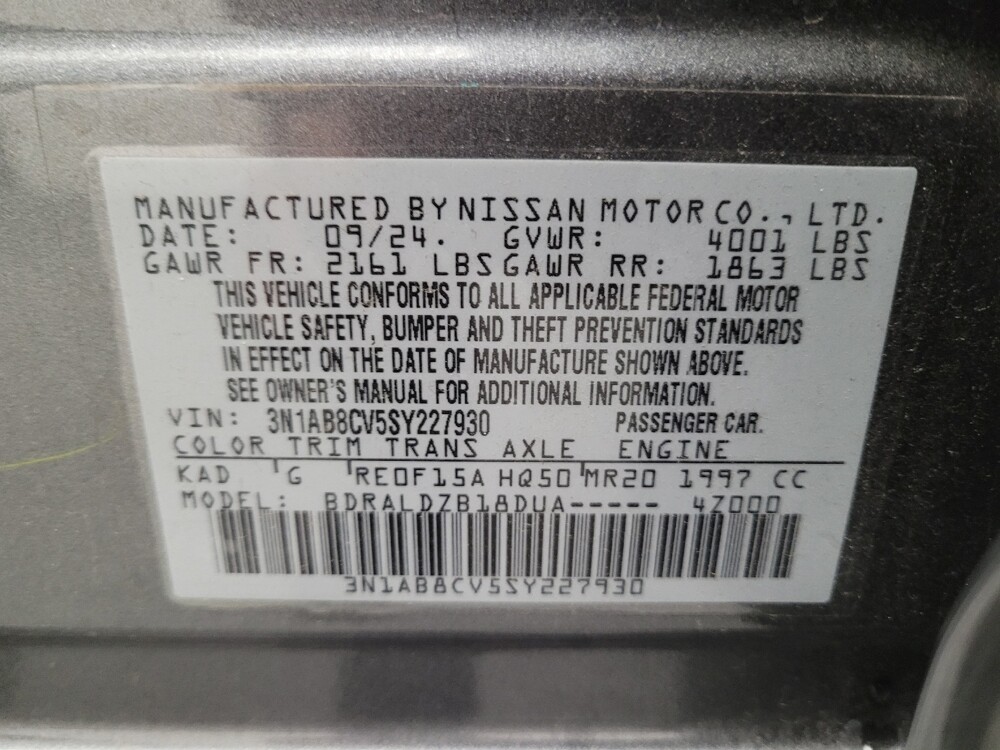 MANUFACTURED BY NISSAN MOTOR CO., LTD.
DATE: 09/24. GVWR: 4001 LBS
GAWR FR: 2161 LBS GAWR RR: 1863 LBS
THIS VEHICLE CONFORMS TO ALL APPLICABLE FEDERAL MOTOR
VEHICLE SAFETY, BUMPER AND THEFT PREVENTION STANDARDS
IN EFFECT ON THE DATE OF MANUFACTURE SHOWN ABOVE.
SEE OWNER'S MANUAL FOR ADDITIONAL INFORMATION.
VIN: 3N1AB8CV5SY227930 PASSENGER CAR.
COLOR TRIM TRANS AXLE ENGINE
KAD G RE0F15A HQ50 MR20 1997 CC
MODEL: BDRALDZB18DUA----- 4Z000
3N1AB8CV5SY227930